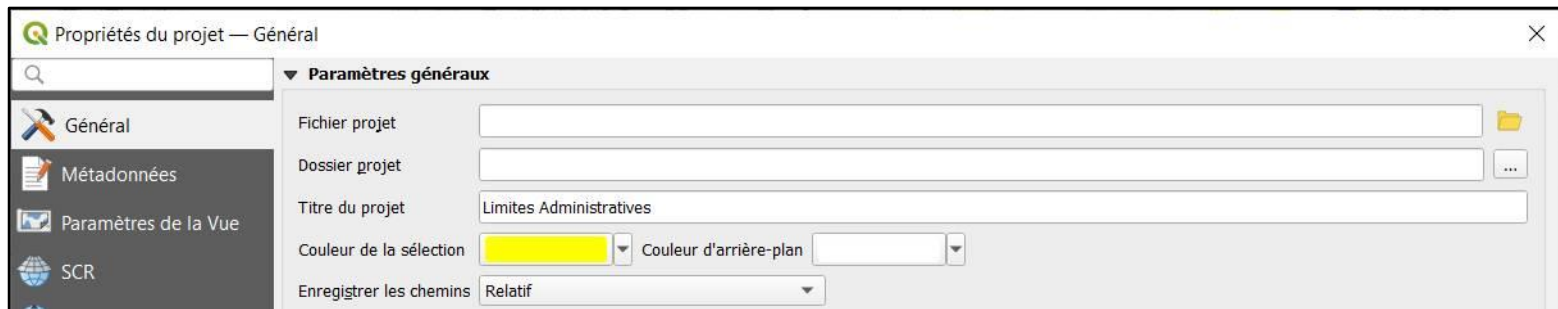 Propriétés du projet — Général
Paramètres généraux
Général
Métadonnées
Paramètres de la Vue
SCR
Fichier projet
Dossier projet
...
Titre du projet Limites Administratives
Couleur de la sélection Couleur d'arrière-plan
Enregistrer les chemins Relatif